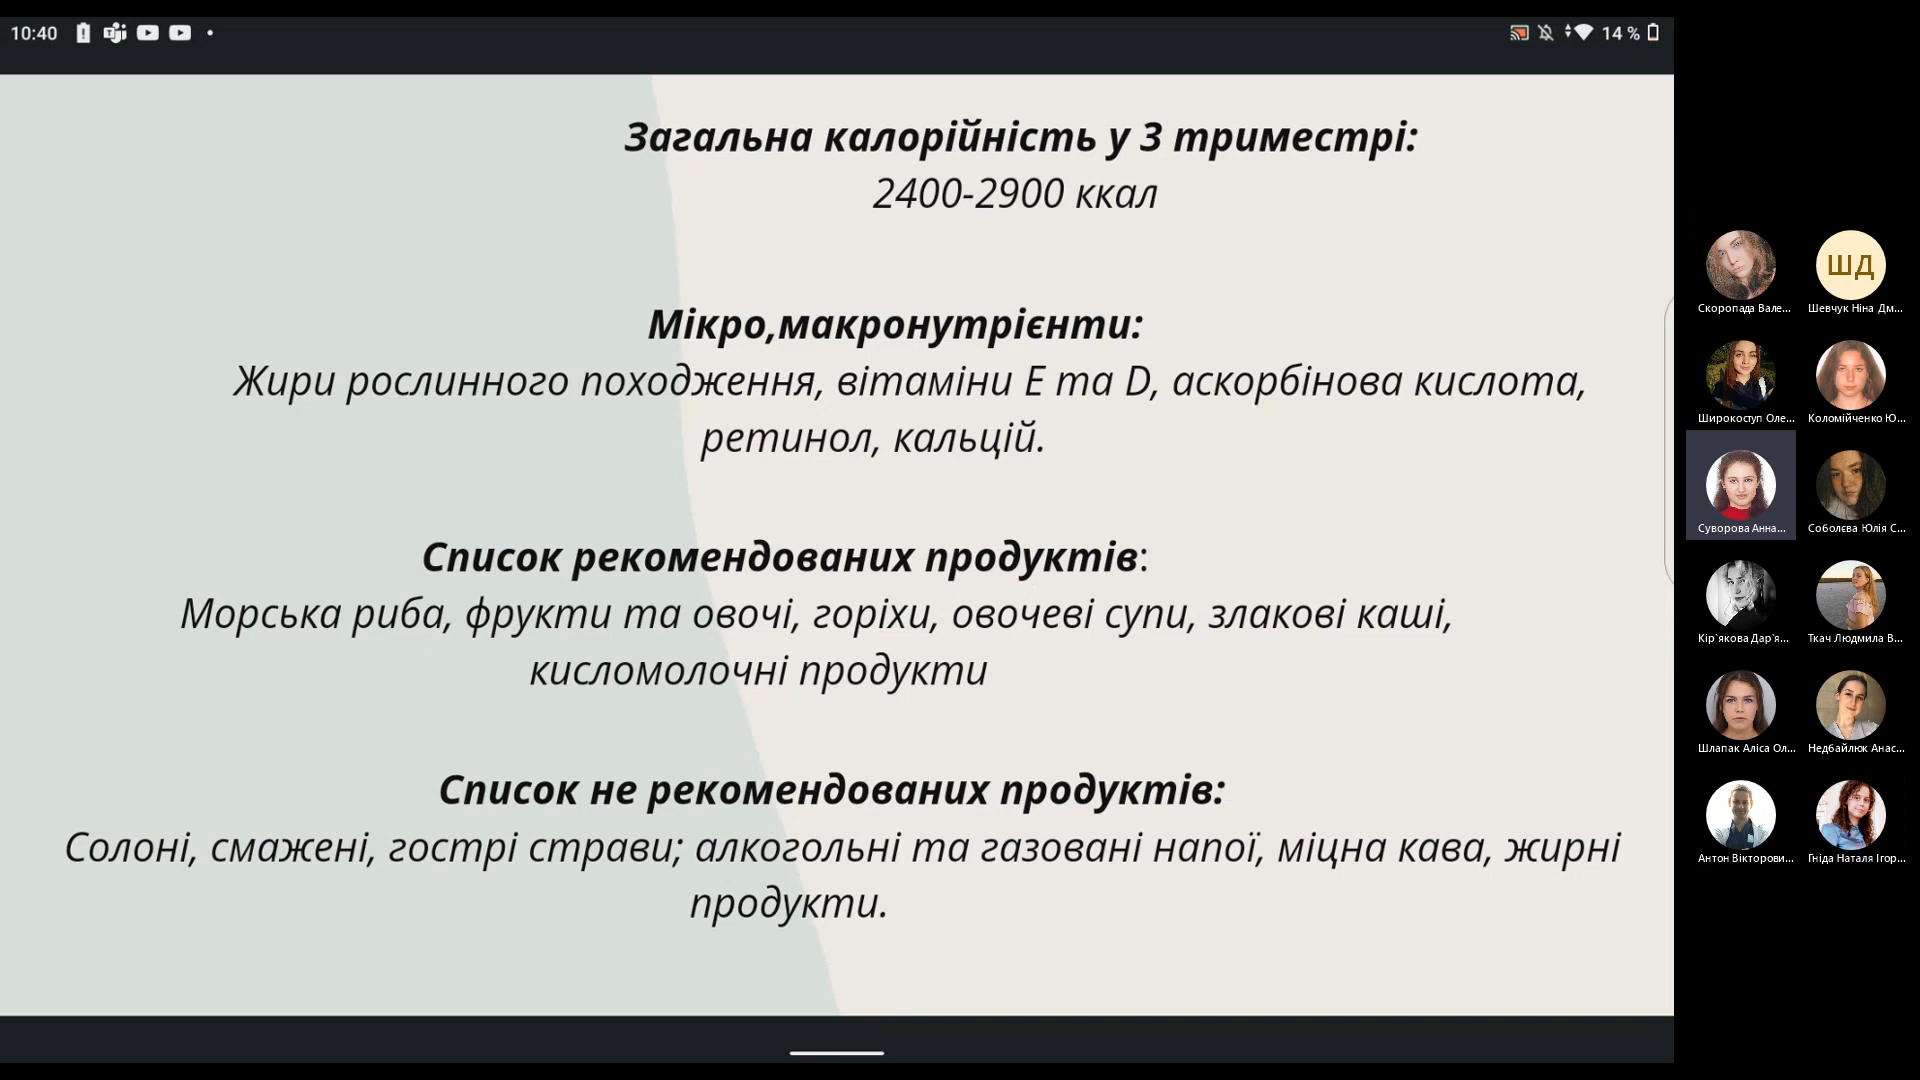 10:40
14 %
Загальна калорійність у 3 триместрі:
2400-2900 ккал
Мікро,макронутрієнти:
Жири рослинного походження, вітаміни Е та D, аскорбінова кислота,
ретинол, кальцій.
Список рекомендованих продуктів:
Морська риба, фрукти та овочі, горіхи, овочеві супи, злакові каші,
кисломолочні продукти
Список не рекомендованих продуктів:
Солоні, смажені, гострі страви; алкогольні та газовані напої, міцна кава, жирні
продукти.
ШД
Скоропада Вале...
Шевчук Ніна Дм...
Широкоступ Оле...
Коломійченко Ю...
Суворова Анна...
Соболєва Юлія С...
Кір`якова Дар`я...
Ткач Людмила В...
Шлапак Аліса Ол...
Недбайлюк Анас...
Антон Вікторови...
Гніда Наталя Ігор...